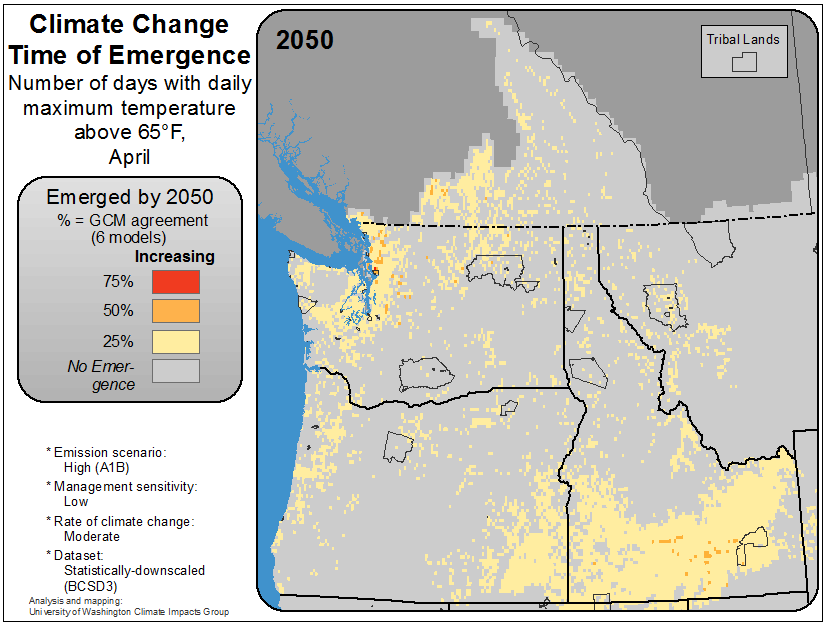 Climate Change
Time of Emergence
Number of days with daily
maximum temperature
above 65°F,
April
Emerged by 2050
% = GCM agreement
(6 models)
Increasing
75%
50%
25%
No Emer-
gence
* Emission scenario:
High (A1B)
* Management sensitivity:
Low
* Rate of climate change:
Moderate
* Dataset:
Statistically-downscaled
(BCSD3)
Analysis and mapping:
University of Washington Climate Impacts Group
2050
Tribal Lands